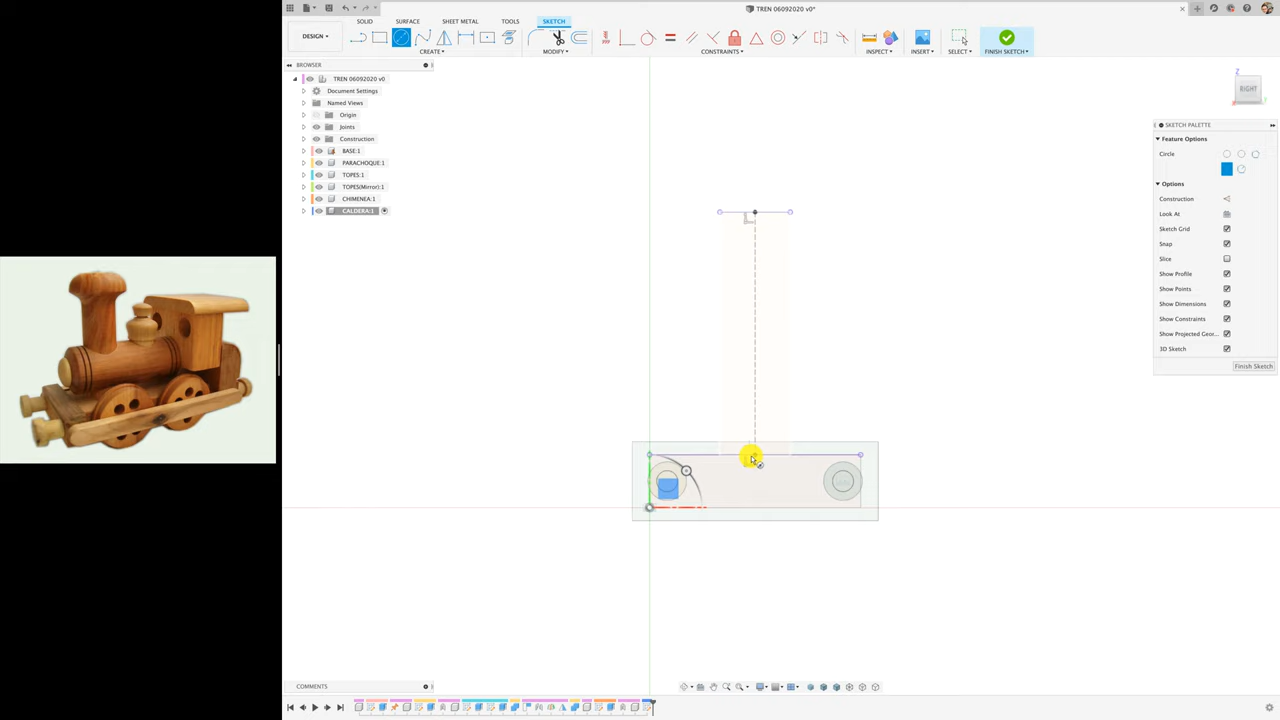 TREN 06092020 v0*
SOLID SURFACE SHEET METAL TOOLS SKETCH
DESIGN
CREATE MODIFY CONSTRAINTS INSPECT INSERT SELECT FINISH SKETCH
BROWSER
TREN 06092020 v0
Document Settings
Named Views
Origin
Joints
Construction
BASE:1
PARACHOQUE:1
TOPES:1
TOPES(Mirror):1
CHIMENEA:1
CALDERA:1
Z
RIGHT
SKETCH PALETTE
Feature Options
Circle
Options
Construction
Look At
Sketch Grid
Snap
Slice
Show Profile
Show Points
Show Dimensions
Show Constraints
Show Projected Geor...
3D Sketch
Finish Sketch
COMMENTS